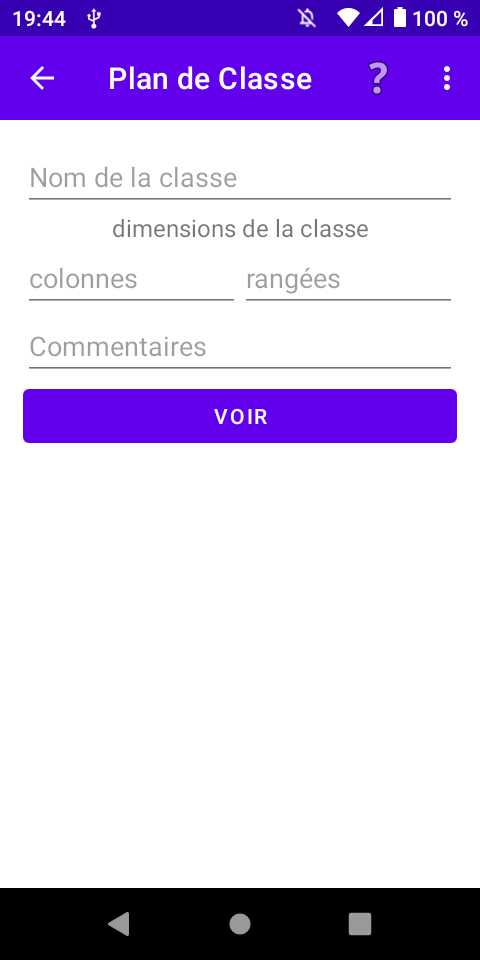 19:44 100 %
Plan de Classe ?
Nom de la classe
dimensions de la classe
colonnes rangées
Commentaires
VOIR